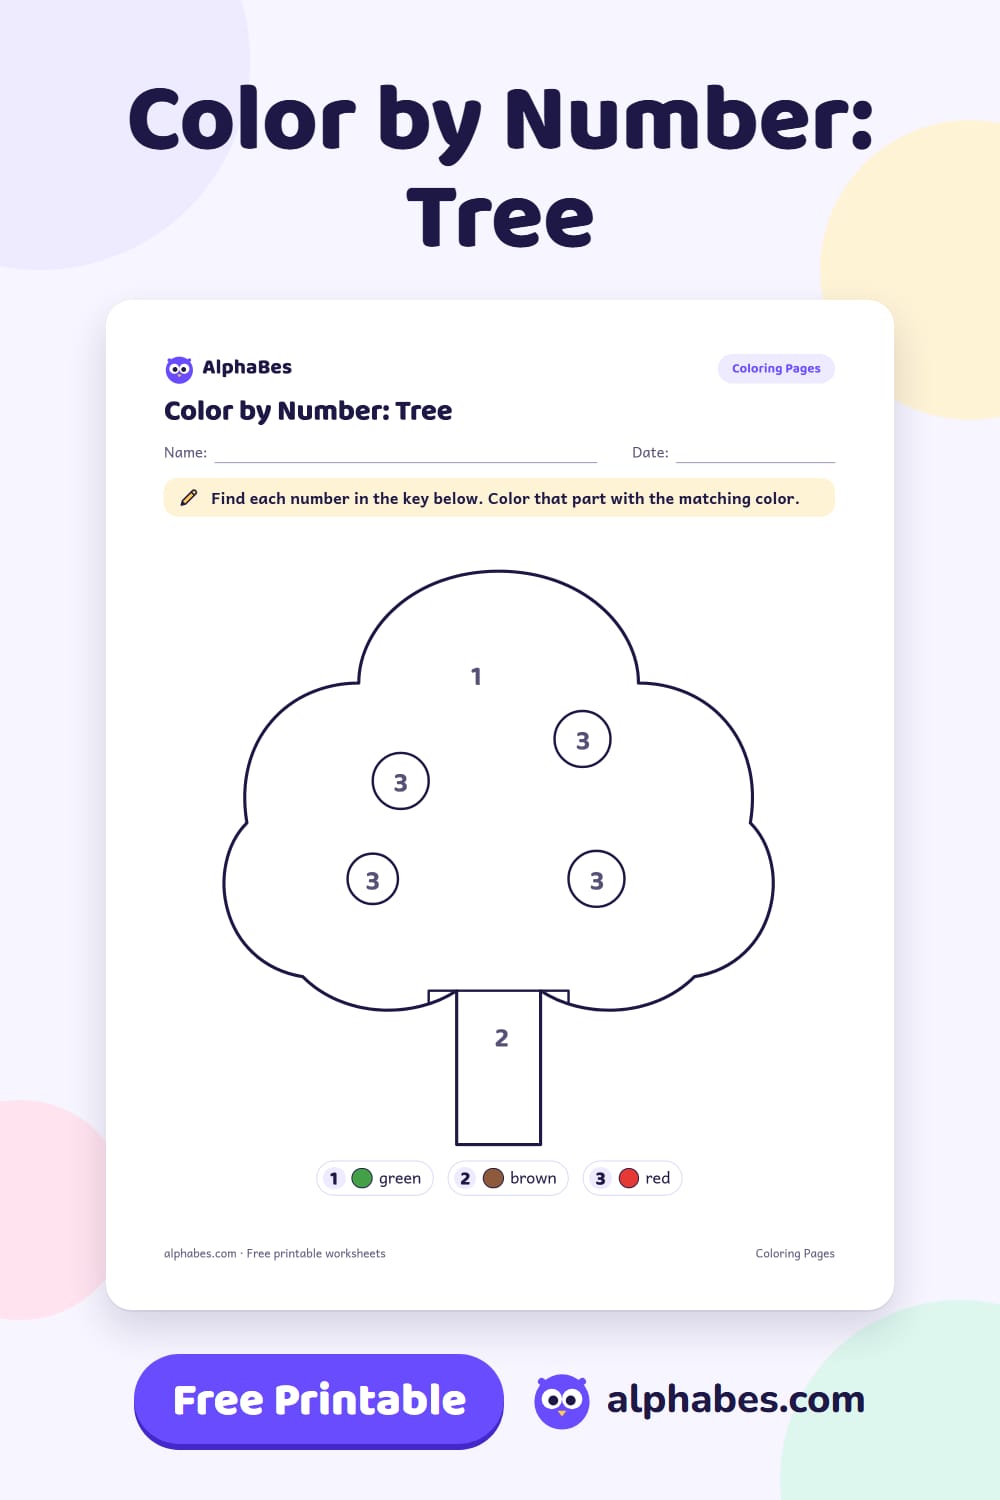 Color by Number:
Tree
AlphaBes
Coloring Pages
Color by Number: Tree
Name:
Date:
Find each number in the key below. Color that part with the matching color.
1
3
3
3
3
2
1 green
2 brown
3 red
alphabes.com · Free printable worksheets
Coloring Pages
Free Printable
alphabes.com